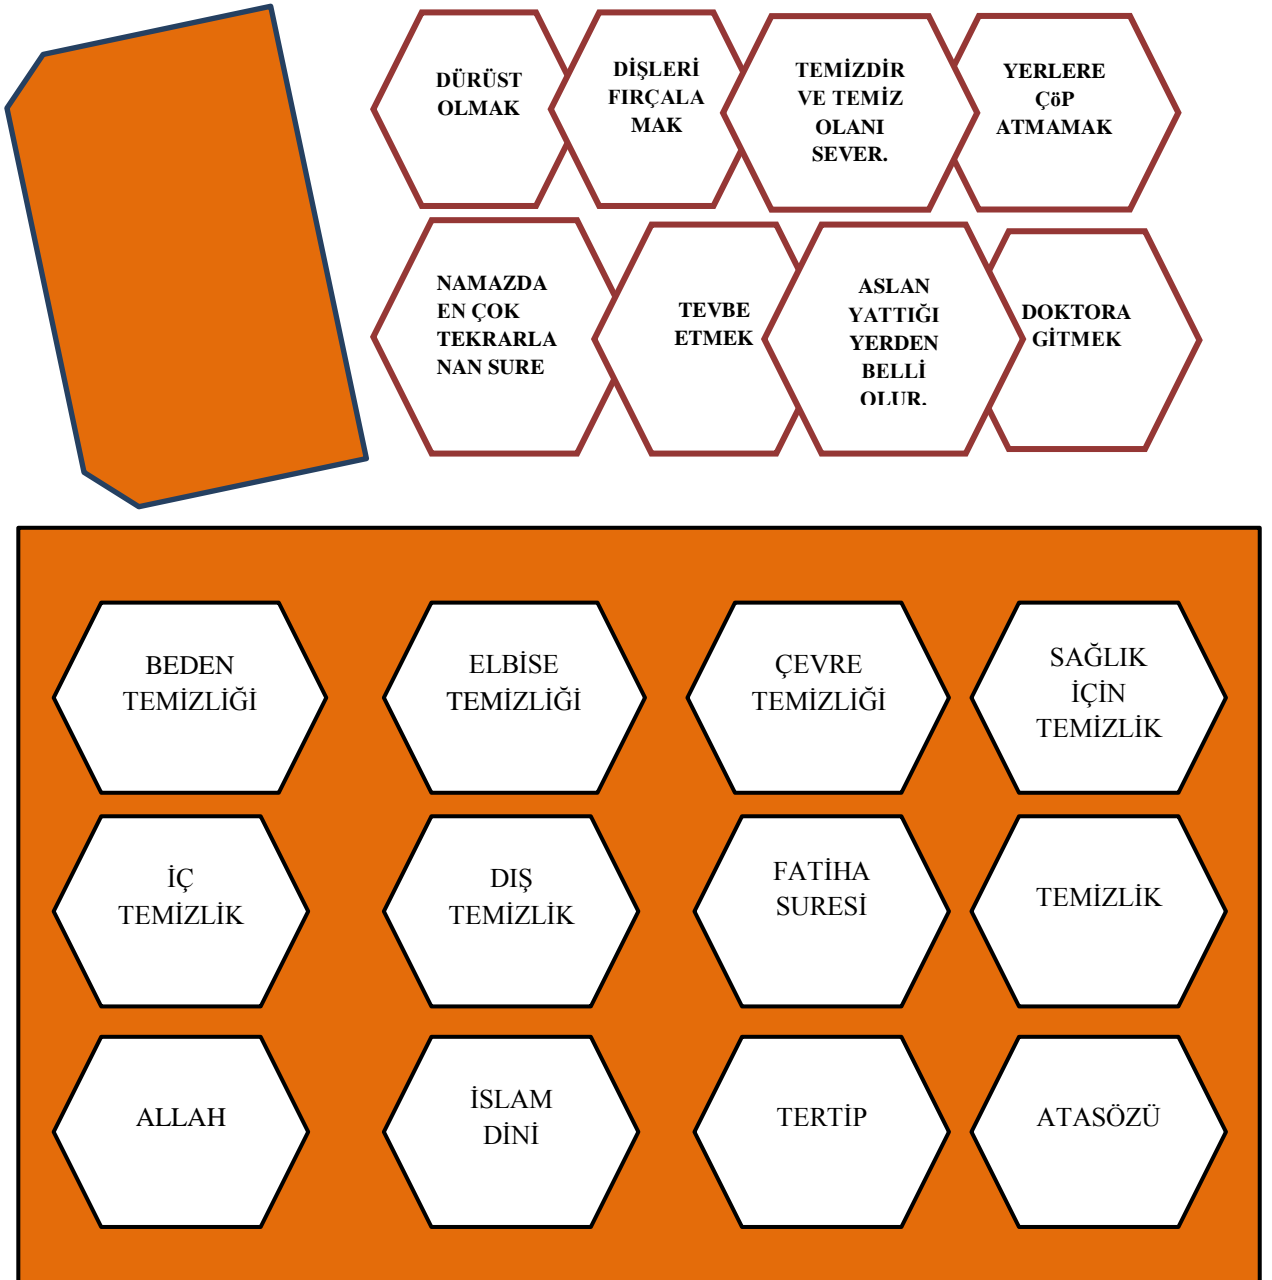 DÜRÜST
OLMAK
DİŞLERİ
FIRÇALA
MAK
TEMİZDİR
VE TEMİZ
OLANI
SEVER.
YERLERE
ÇöP
ATMAMAK
NAMAZDA
EN ÇOK
TEKRARLA
NAN SURE
TEVBE
ETMEK
ASLAN
YATTIĞI
YERDEN
BELLİ
OLUR.
DOKTORA
GİTMEK
BEDEN
TEMİZLİĞİ
ELBİSE
TEMİZLİĞİ
ÇEVRE
TEMİZLİĞİ
SAĞLIK
İÇİN
TEMİZLİK
İÇ
TEMİZLİK
DIŞ
TEMİZLİK
FATİHA
SURESİ
TEMİZLİK
ALLAH
İSLAM
DİNİ
TERTİP
ATASÖZÜ